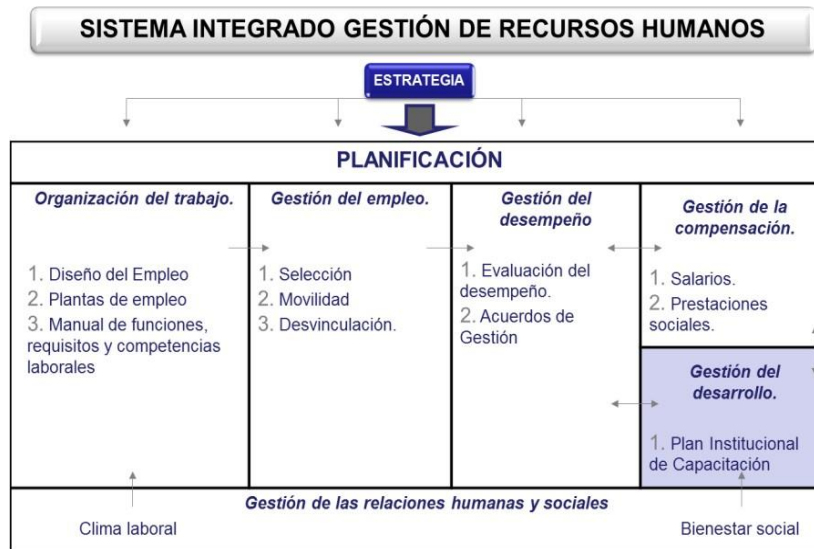 SISTEMA INTEGRADO GESTIÓN DE RECURSOS HUMANOS
ESTRATEGIA
PLANIFICACIÓN
Organización del trabajo.
1. Diseño del Empleo
2. Plantas de empleo
3. Manual de funciones,
requisitos y competencias
laborales
Gestión del empleo.
1. Selección
2. Movilidad
3. Desvinculación.
Gestión del
desempeño
1. Evaluación del
desempeño.
2. Acuerdos de
Gestión
Gestión de la
compensación.
1. Salarios.
2. Prestaciones
sociales.
Gestión del
desarrollo.
1. Plan Institucional
de Capacitación
Gestión de las relaciones humanas y sociales
Clima laboral
Bienestar social